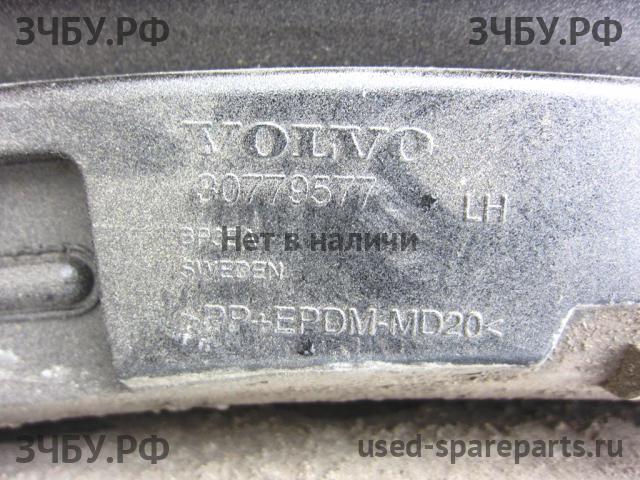 ЗЧБУ.РФ ЗЧБУ.РФ
VOLVO
30779577 LH
Нет в наличи
SWEDEN
>PP+EPDM-MD20<
ЗЧБУ.РФ used-spareparts.ru